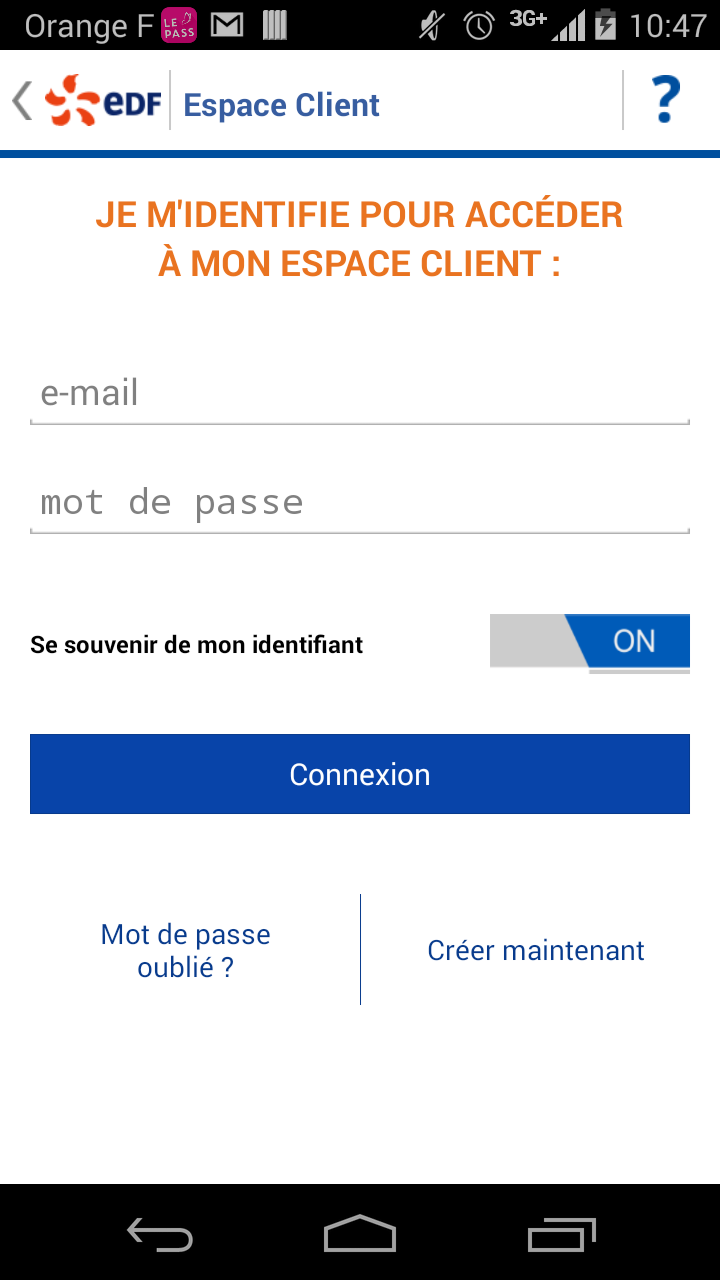 Orange F LE PASS 3G+ 10:47
eDF Espace Client ?
JE M'IDENTIFIE POUR ACCÉDER
À MON ESPACE CLIENT :
e-mail
mot de passe
Se souvenir de mon identifiant ON
Connexion
Mot de passe
oublié ?
Créer maintenant